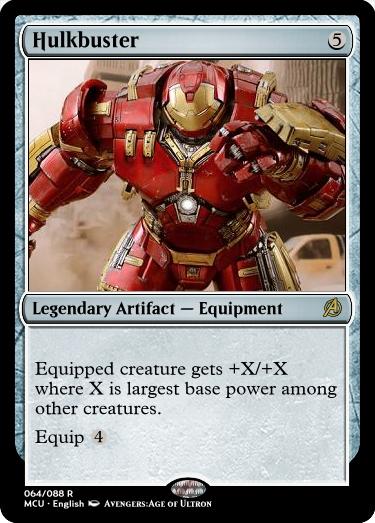 Hulkbuster 5
Legendary Artifact — Equipment
Equipped creature gets +X/+X
where X is largest base power among
other creatures.
Equip 4
064/088 R
MCU • English Avengers:Age of Ultron